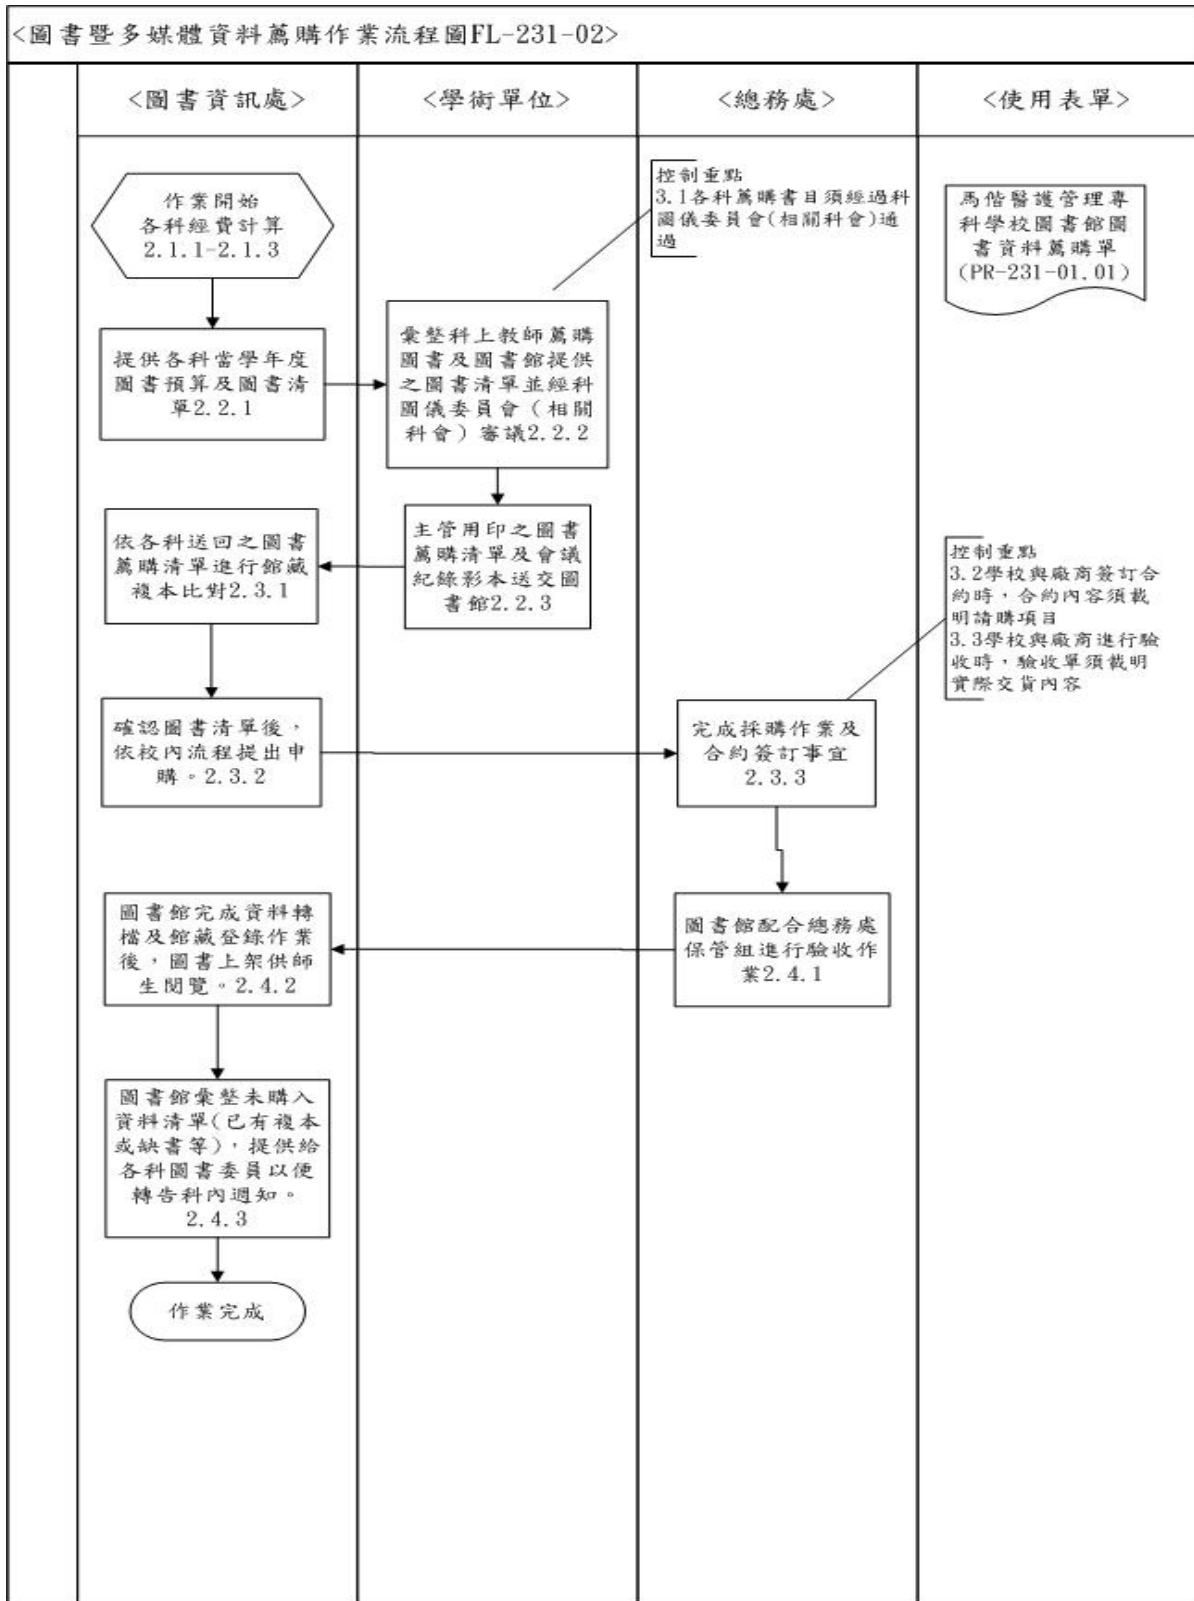 <圖書暨多媒體資料薦購作業流程圖FL-231-02>
<圖書資訊處>
<學術單位>
<總務處>
<使用表單>
作業開始
各科經費計算
2.1.1-2.1.3
控制重點
3.1各科薦購書目須經過科
圖儀委員會(相關科會)通
過
馬偕醫護管理專
科學校圖書館圖
書資料薦購單
(PR-231-01.01)
提供各科當學年度
圖書預算及圖書清
單2.2.1
彙整科上教師薦購
圖書及圖書館提供
之圖書清單並經科
圖儀委員會（相關
科會）審議2.2.2
主管用印之圖書
薦購清單及會議
紀錄影本送交圖
書館2.2.3
依各科送回之圖書
薦購清單進行館藏
複本比對2.3.1
控制重點
3.2學校與廠商簽訂合
約時，合約內容須載
明請購項目
3.3學校與廠商進行驗
收時，驗收單須載明
實際交貨內容
確認圖書清單後，
依校內流程提出申
購。2.3.2
完成採購作業及
合約簽訂事宜
2.3.3
圖書館配合總務處
保管組進行驗收作
業2.4.1
圖書館完成資料轉
檔及館藏登錄作業
後，圖書上架供師
生閱覽。2.4.2
圖書館彙整未購入
資料清單(已有複本
或缺書等)，提供給
各科圖書委員以便
轉告科內週知。
2.4.3
作業完成